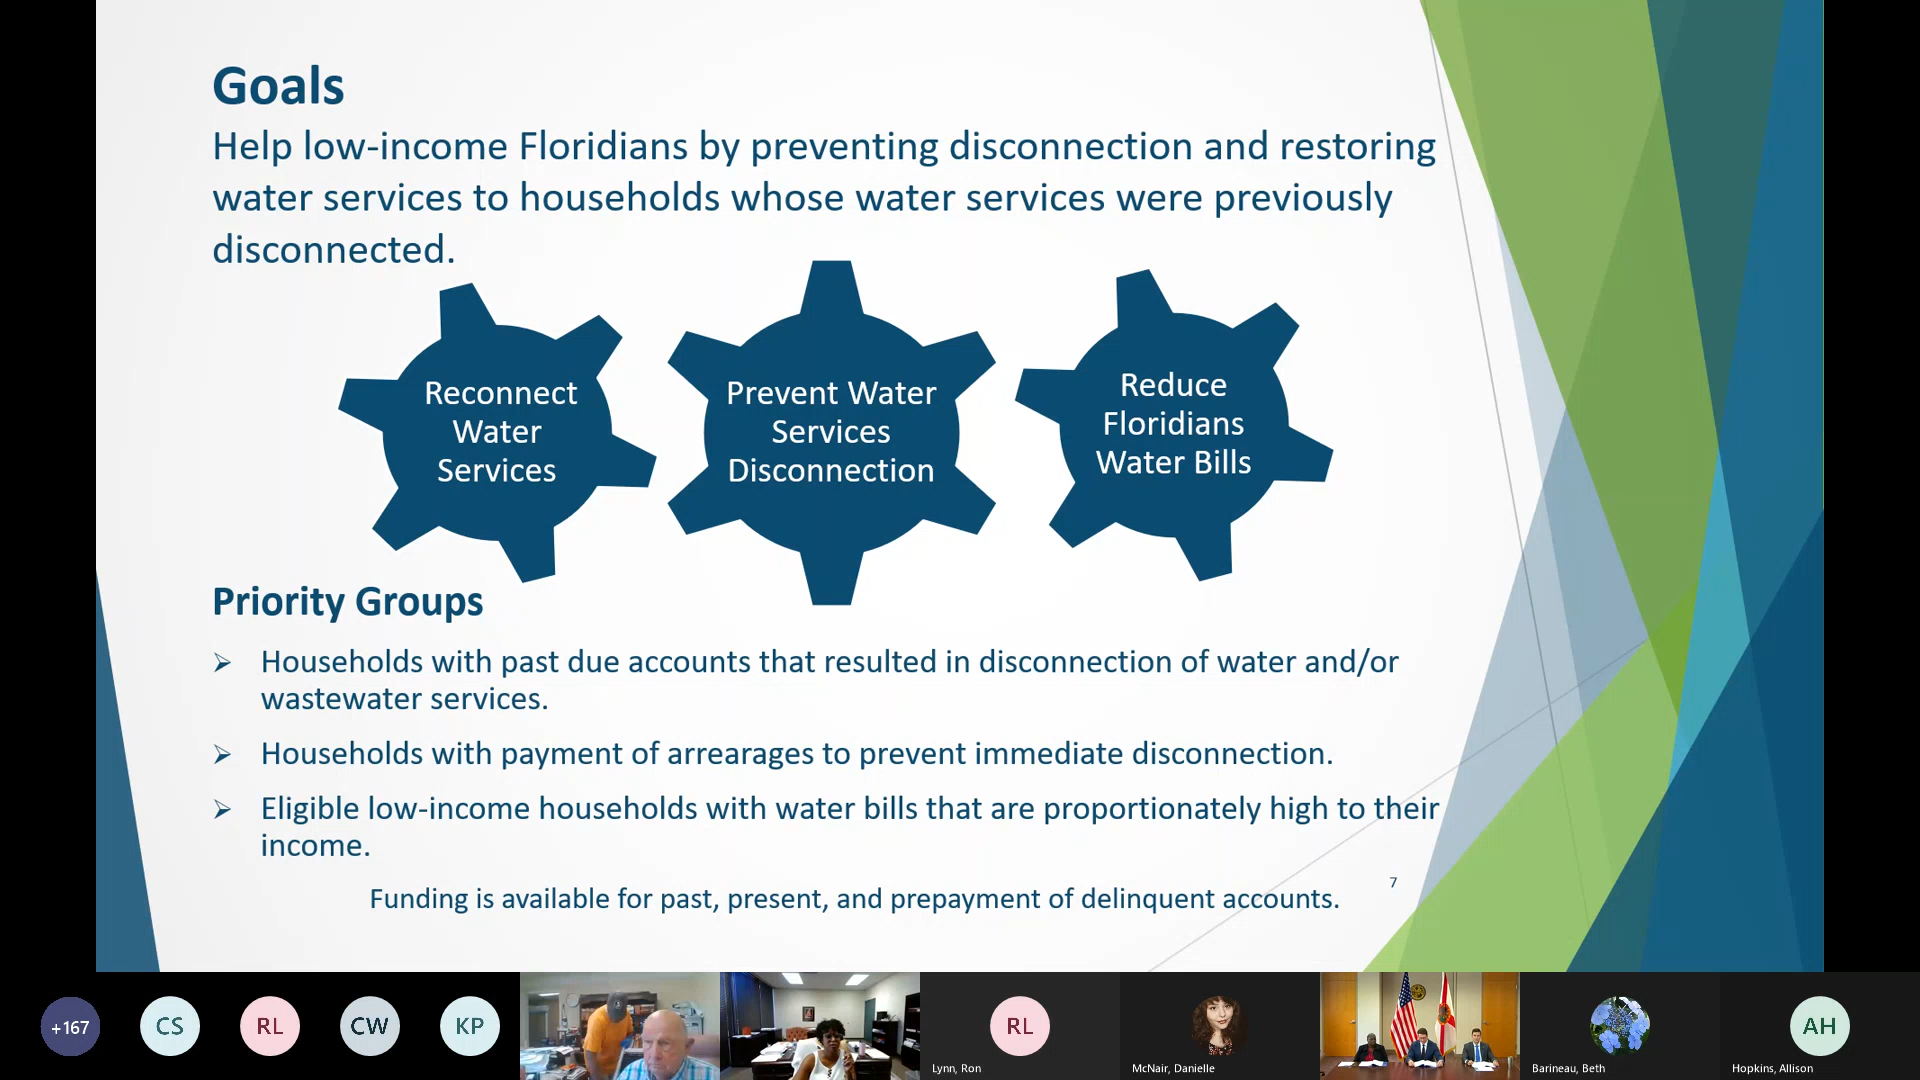 Goals
Help low-income Floridians by preventing disconnection and restoring
water services to households whose water services were previously
disconnected.
Reconnect
Water
Services
Prevent Water
Services
Disconnection
Reduce
Floridians
Water Bills
Priority Groups
Households with past due accounts that resulted in disconnection of water and/or
wastewater services.
Households with payment of arrearages to prevent immediate disconnection.
Eligible low-income households with water bills that are proportionately high to their
income.
Funding is available for past, present, and prepayment of delinquent accounts.
7
+167
CS
RL
CW
KP
RL
Lynn, Ron
McNair, Danielle
Barineau, Beth
AH
Hopkins, Allison